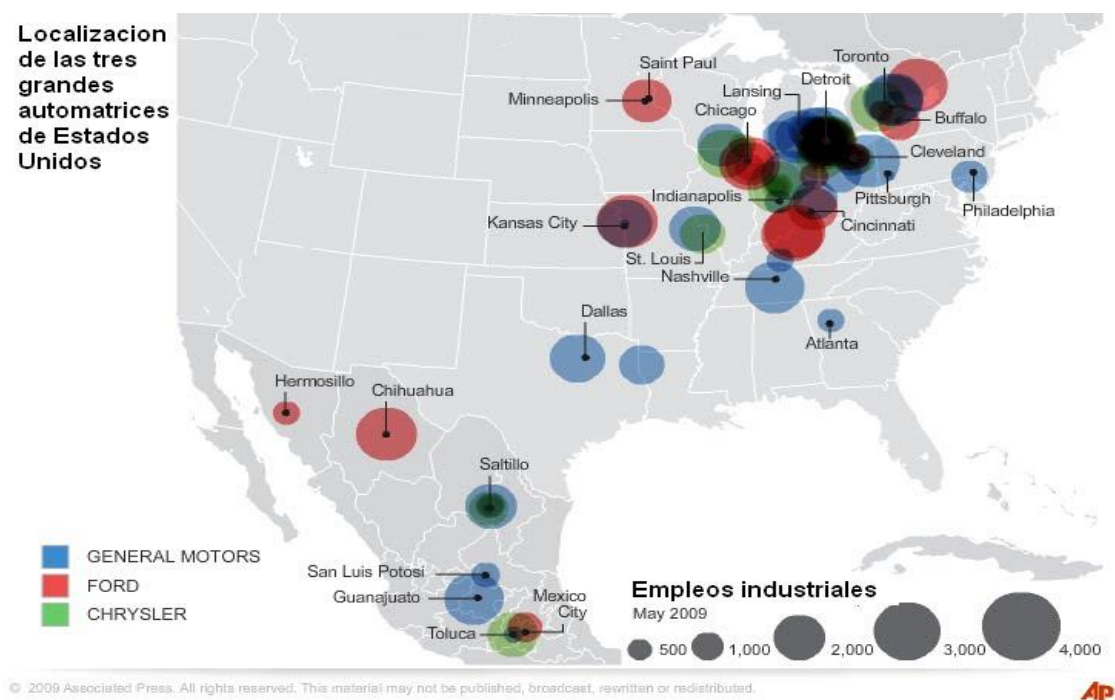 Localizacion
de las tres
grandes
automatrices
de Estados
Unidos
Toronto
Saint Paul
Detroit
Lansing
Minneapolis
Chicago
Buffalo
Cleveland
Indianapolis
Pittsburgh
Philadelphia
Kansas City
Cincinnati
St. Louis
Nashville
Dallas
Atlanta
Hermosillo
Chihuahua
Saltillo
GENERAL MOTORS
FORD
CHRYSLER
San Luis Potosi
Guanajuato
Mexico
City
Toluca
Empleos industriales
May 2009
500 1,000 2,000 3,000 4,000
© 2009 Associated Press. All rights reserved. This material may not be published, broadcast, rewritten or redistributed.
AP